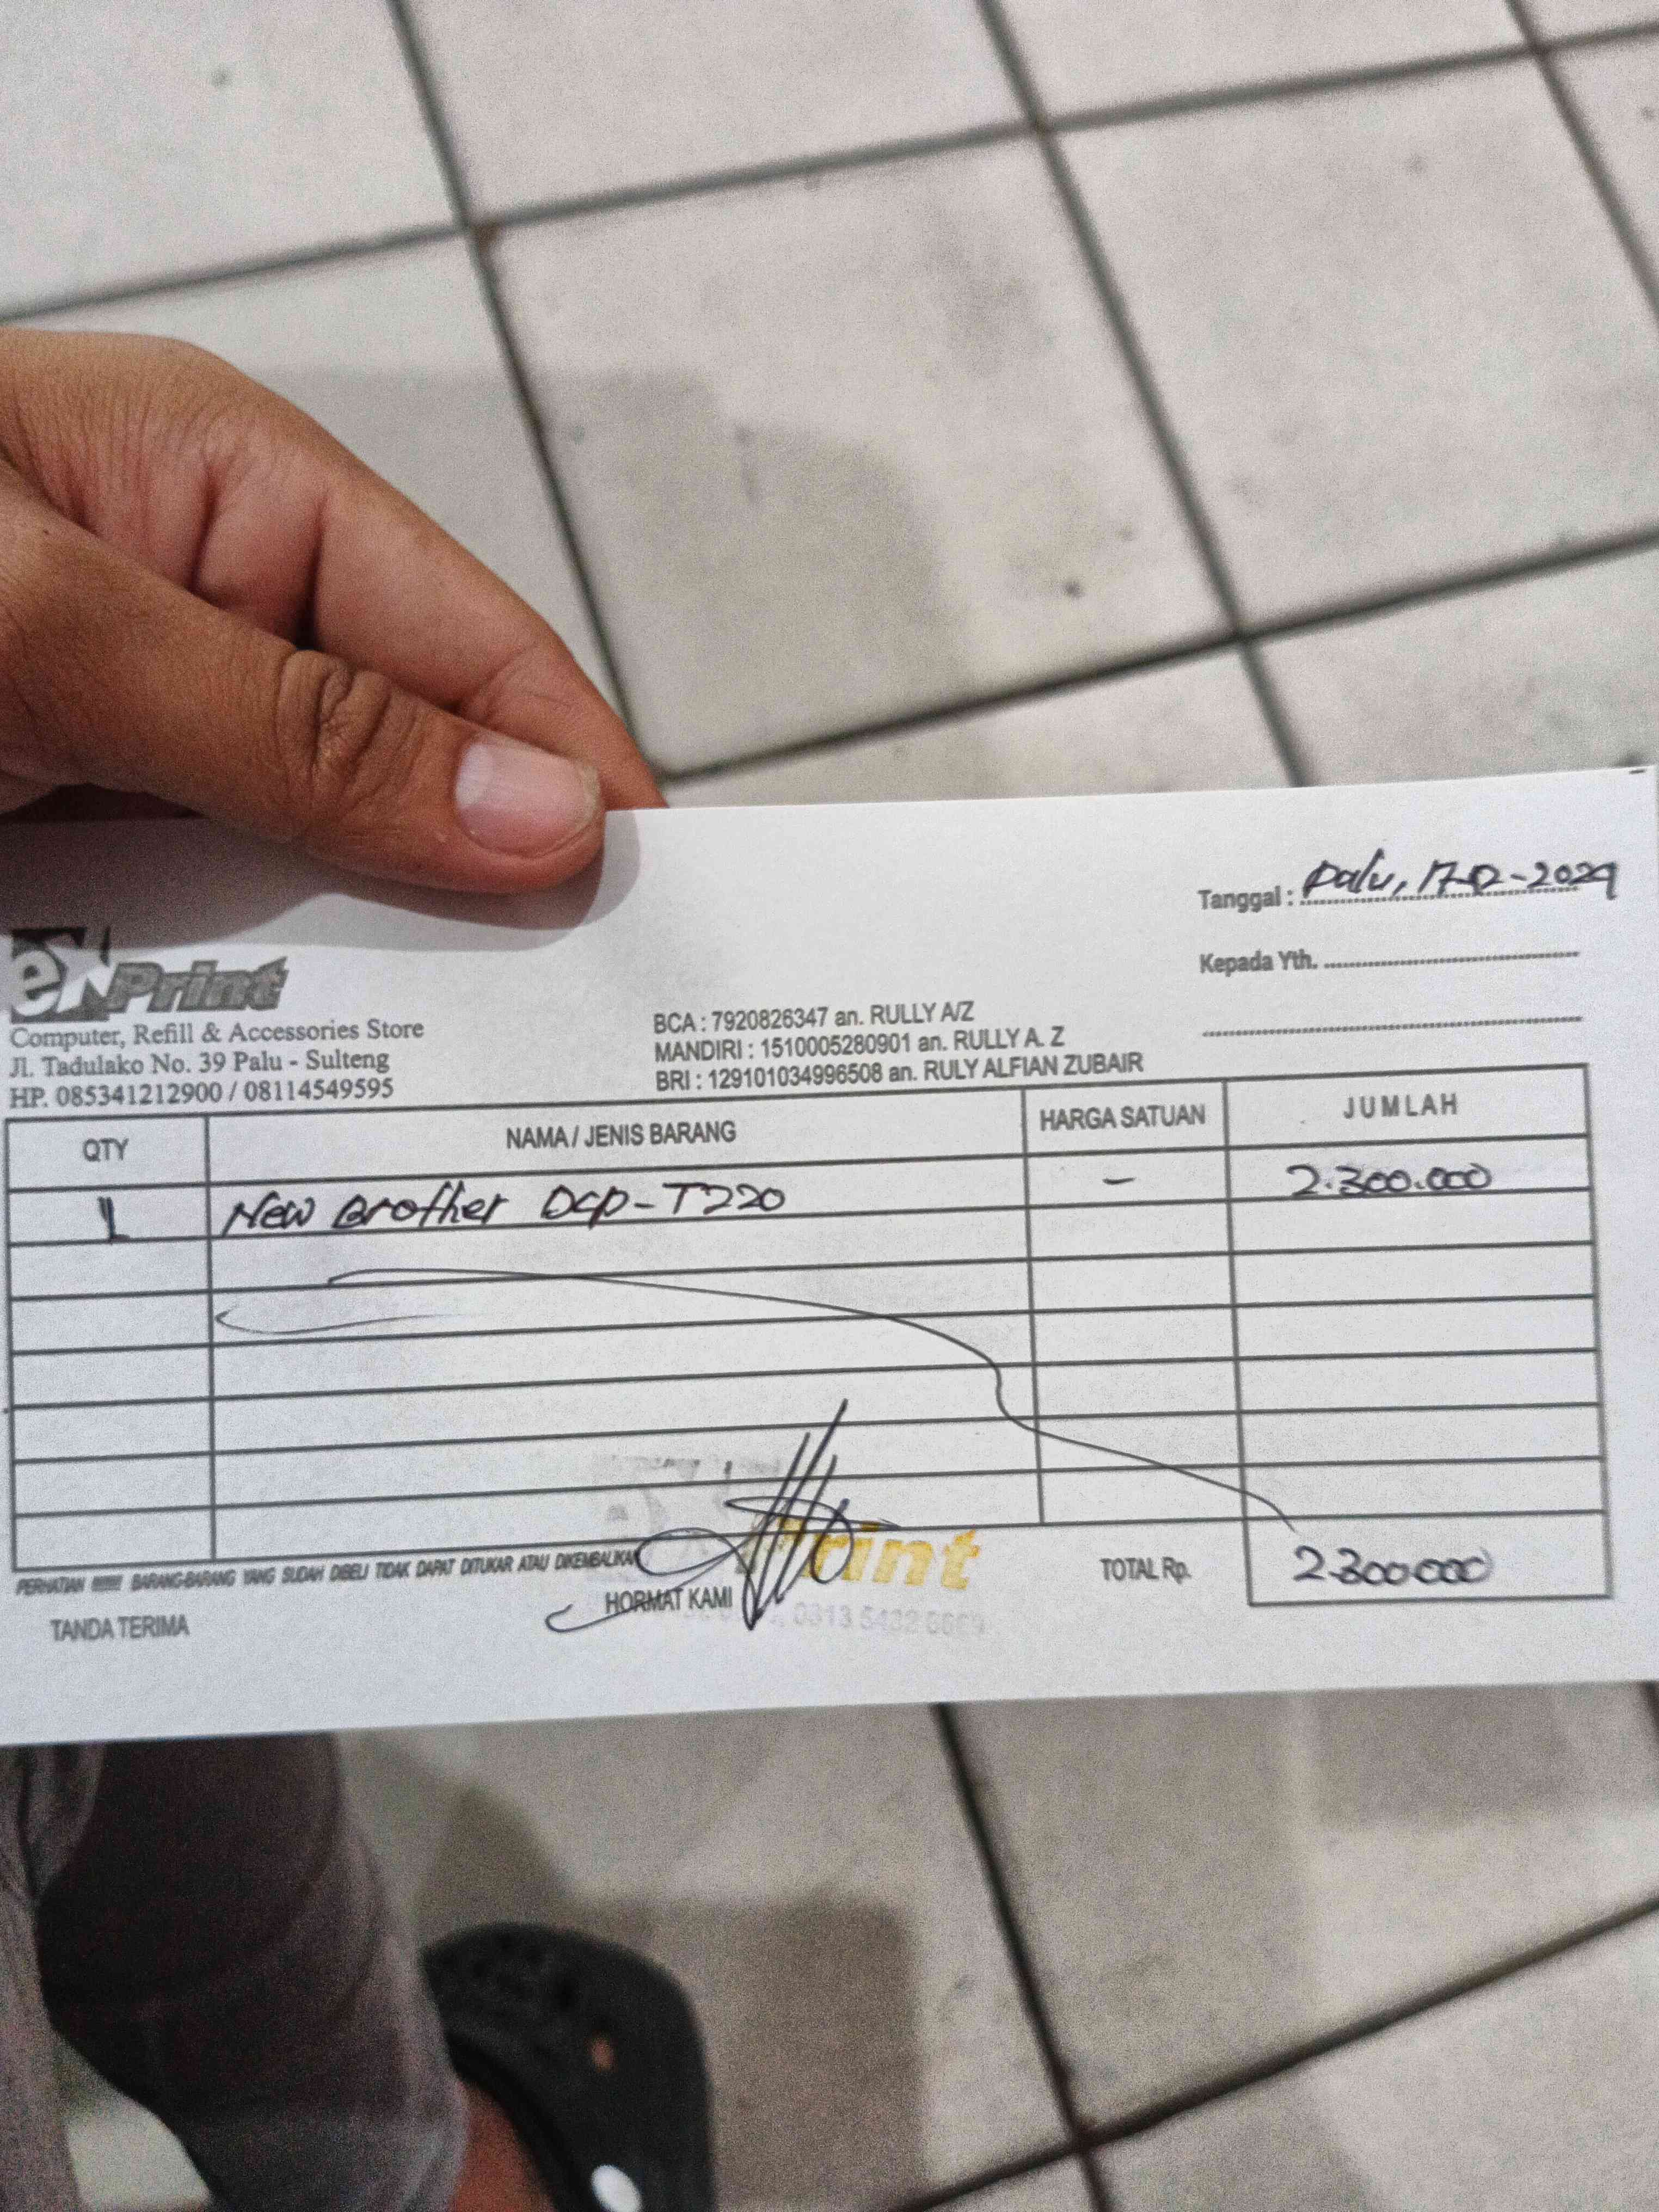 Tanggal : Palu, 17-12-2024
Kepada Yth.
exPrint
Computer, Refill & Accessories Store
Jl. Tadulako No. 39 Palu - Sulteng
HP. 085341212900 / 08114549595
BCA : 7920826347 an. RULLY A/Z
MANDIRI : 1510005280901 an. RULLY A. Z
BRI : 129101034996508 an. RULY ALFIAN ZUBAIR
QTY NAMA / JENIS BARANG HARGA SATUAN JUMLAH
1 New Brother DCP-T220 - 2.300.000
PERHATIAN !!!!!!! BARANG-BARANG YANG SUDAH DIBELI TIDAK DAPAT DITUKAR ATAU DIKEMBALIKAN
TANDA TERIMA
HORMAT KAMI
Print
TOTAL Rp. 2.300.000